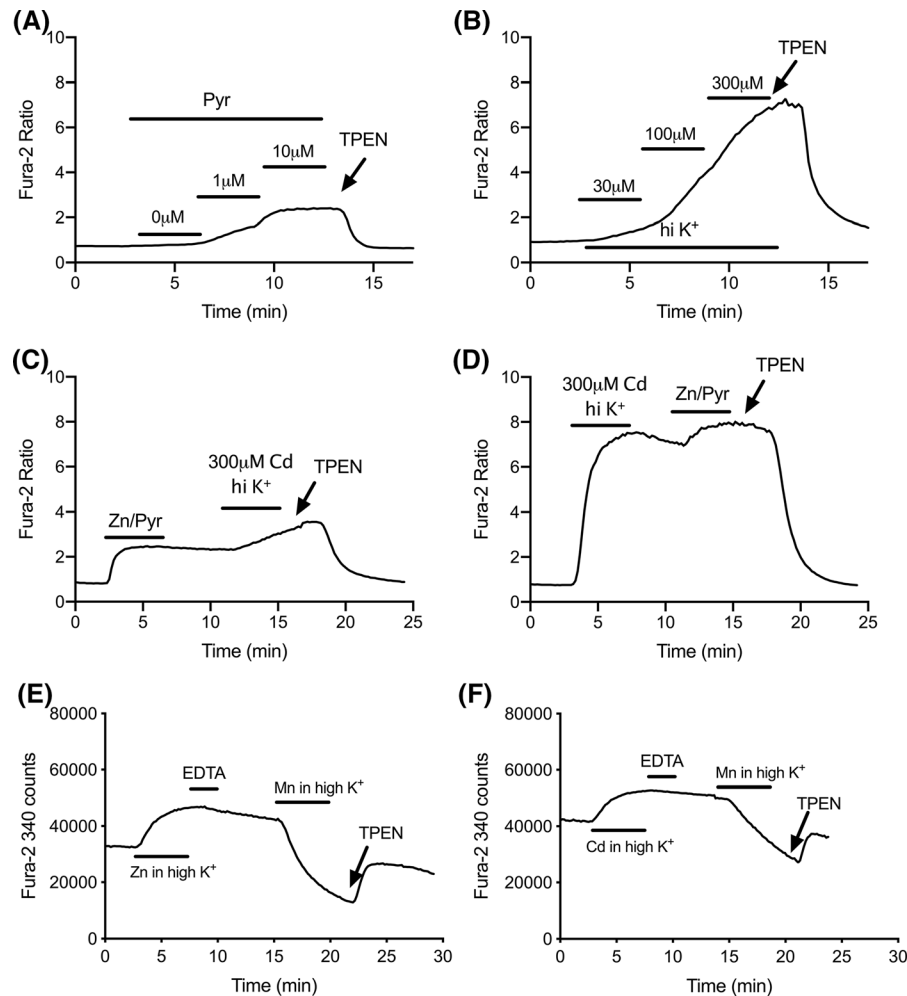 (A)
10
8
6
4
2
0
Fura-2 Ratio
Pyr
0μM
1μM
10μM
TPEN
0
5
10
15
Time (min)
(B)
10
8
6
4
2
0
Fura-2 Ratio
30μM
100μM
300μM
TPEN
hi K+
0
5
10
15
Time (min)
(C)
10
8
6
4
2
0
Fura-2 Ratio
Zn/Pyr
300μM Cd
hi K+
TPEN
0
5
10
15
20
25
Time (min)
(D)
10
8
6
4
2
0
Fura-2 Ratio
300μM Cd
hi K+
Zn/Pyr
TPEN
0
5
10
15
20
25
Time (min)
(E)
80000
60000
40000
20000
0
Fura-2 340 counts
EDTA
Zn in high K+
Mn in high K+
TPEN
0
5
10
15
20
25
30
Time (min)
(F)
80000
60000
40000
20000
0
Fura-2 340 counts
EDTA
Cd in high K+
Mn in high K+
TPEN
0
5
10
15
20
25
30
Time (min)